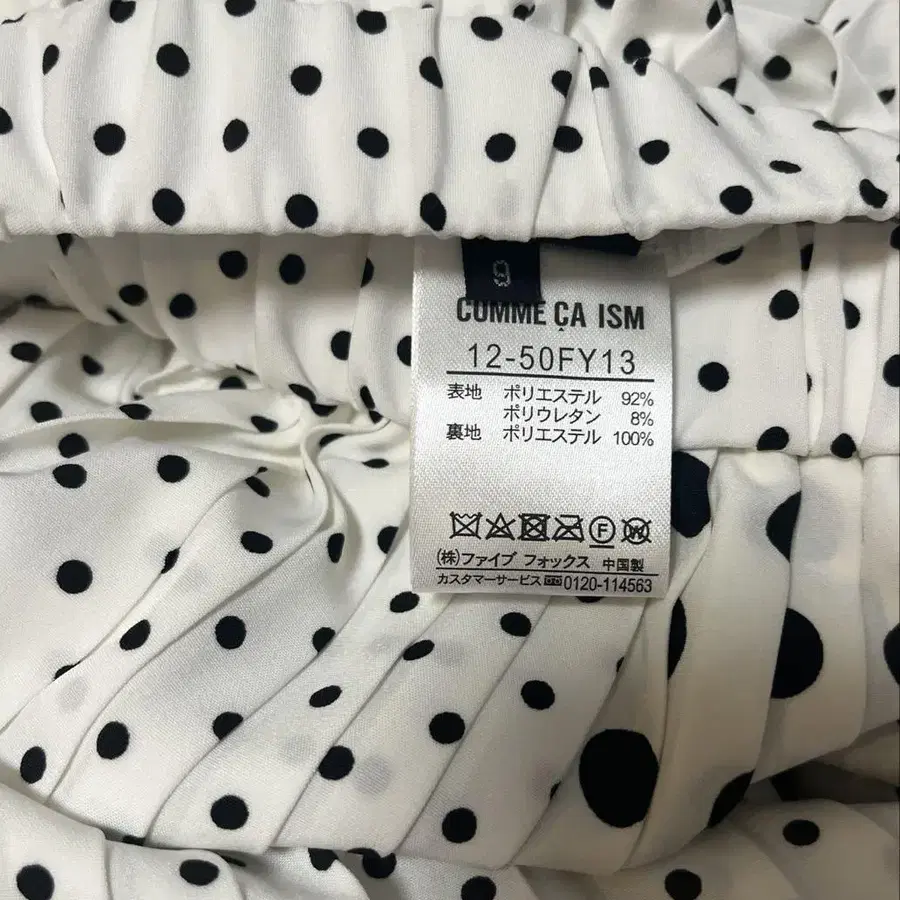 9
COMME ÇA ISM
12-50FY13
表地 ポリエステル 92%
ポリウレタン 8%
裏地 ポリエステル 100%
F W
(株)ファイブ フォックス 中国製
カスタマーサービス 0120-114563